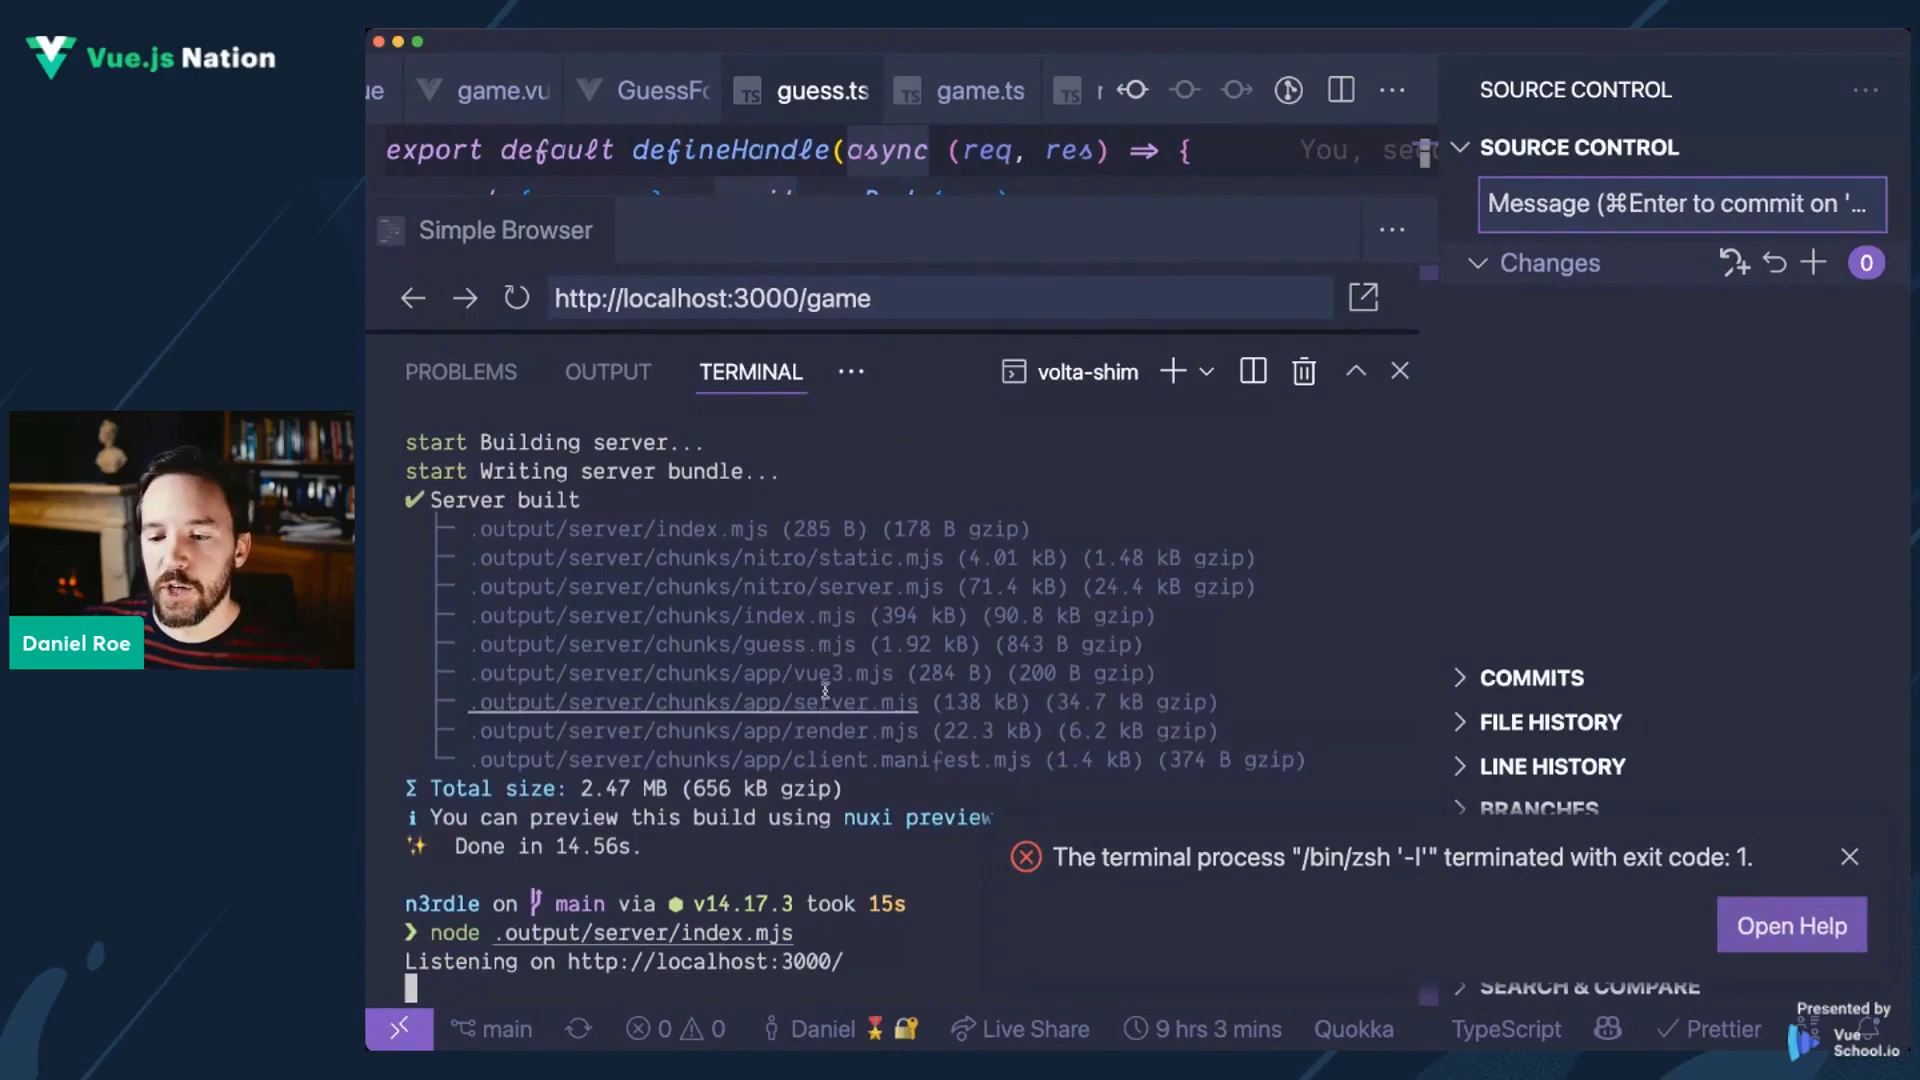 Vue.js Nation
Daniel Roe
ue
game.vu
GuessFo
TS guess.ts
TS game.ts
TS
export default defineHandle(async (req, res) => {
You,
Simple Browser
http://localhost:3000/game
PROBLEMS OUTPUT TERMINAL
volta-shim
start Building server...
start Writing server bundle...
✔ Server built
├─ .output/server/index.mjs (285 B) (178 B gzip)
├─ .output/server/chunks/nitro/static.mjs (4.01 kB) (1.48 kB gzip)
├─ .output/server/chunks/nitro/server.mjs (71.4 kB) (24.4 kB gzip)
├─ .output/server/chunks/index.mjs (394 kB) (90.8 kB gzip)
├─ .output/server/chunks/guess.mjs (1.92 kB) (843 B gzip)
├─ .output/server/chunks/app/vue3.mjs (284 B) (200 B gzip)
├─ .output/server/chunks/app/server.mjs (138 kB) (34.7 kB gzip)
├─ .output/server/chunks/app/render.mjs (22.3 kB) (6.2 kB gzip)
└─ .output/server/chunks/app/client.manifest.mjs (1.4 kB) (374 B gzip)
Σ Total size: 2.47 MB (656 kB gzip)
ℹ You can preview this build using nuxi preview
✨ Done in 14.56s.
n3rdle on main via ⬢ v14.17.3 took 15s
❯ node .output/server/index.mjs
Listening on http://localhost:3000/
SOURCE CONTROL
SOURCE CONTROL
Message (⌘Enter to commit on '...
Changes
0
COMMITS
FILE HISTORY
LINE HISTORY
BRANCHES
The terminal process "/bin/zsh '-l'" terminated with exit code: 1.
Open Help
SEARCH & COMPARE
main
0 0
Daniel 🎖️ 🔐
Live Share
9 hrs 3 mins
Quokka
TypeScript
Prettier
Presented by
Vue
School.io